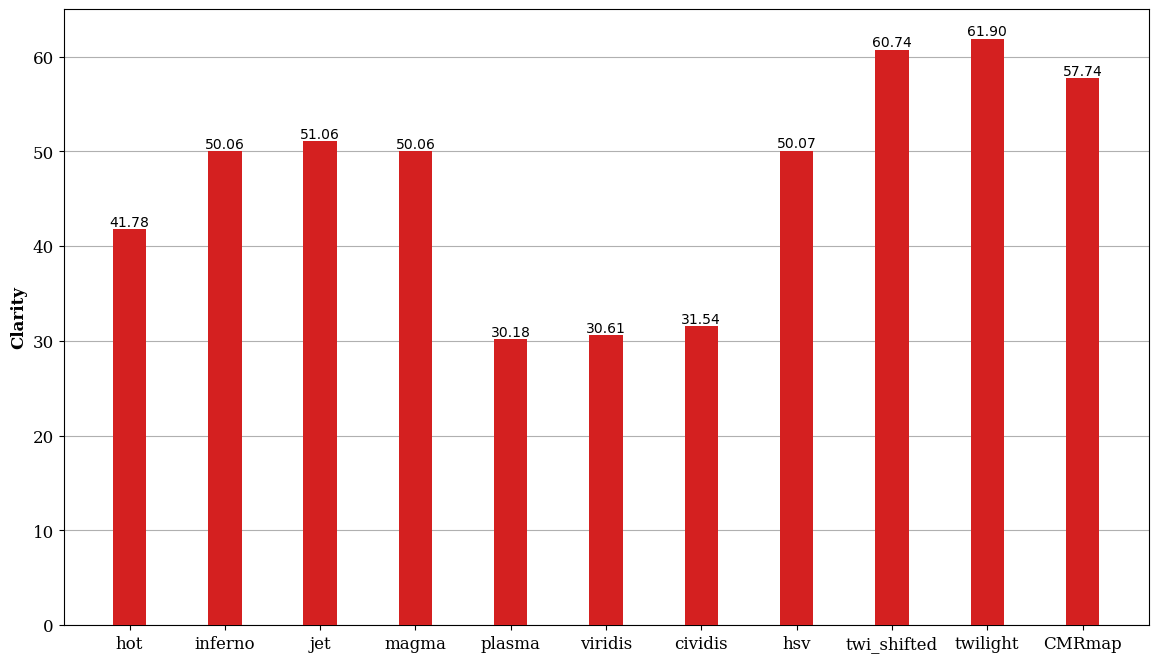 Clarity
60
50
40
30
20
10
0
41.78
50.06
51.06
50.06
30.18
30.61
31.54
50.07
60.74
61.90
57.74
hot
inferno
jet
magma
plasma
viridis
cividis
hsv
twi_shifted
twilight
CMRmap